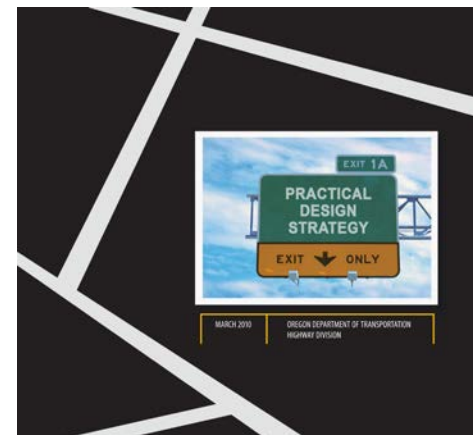 EXIT 1A
PRACTICAL
DESIGN
STRATEGY
EXIT ONLY
MARCH 2010
OREGON DEPARTMENT OF TRANSPORTATION
HIGHWAY DIVISION